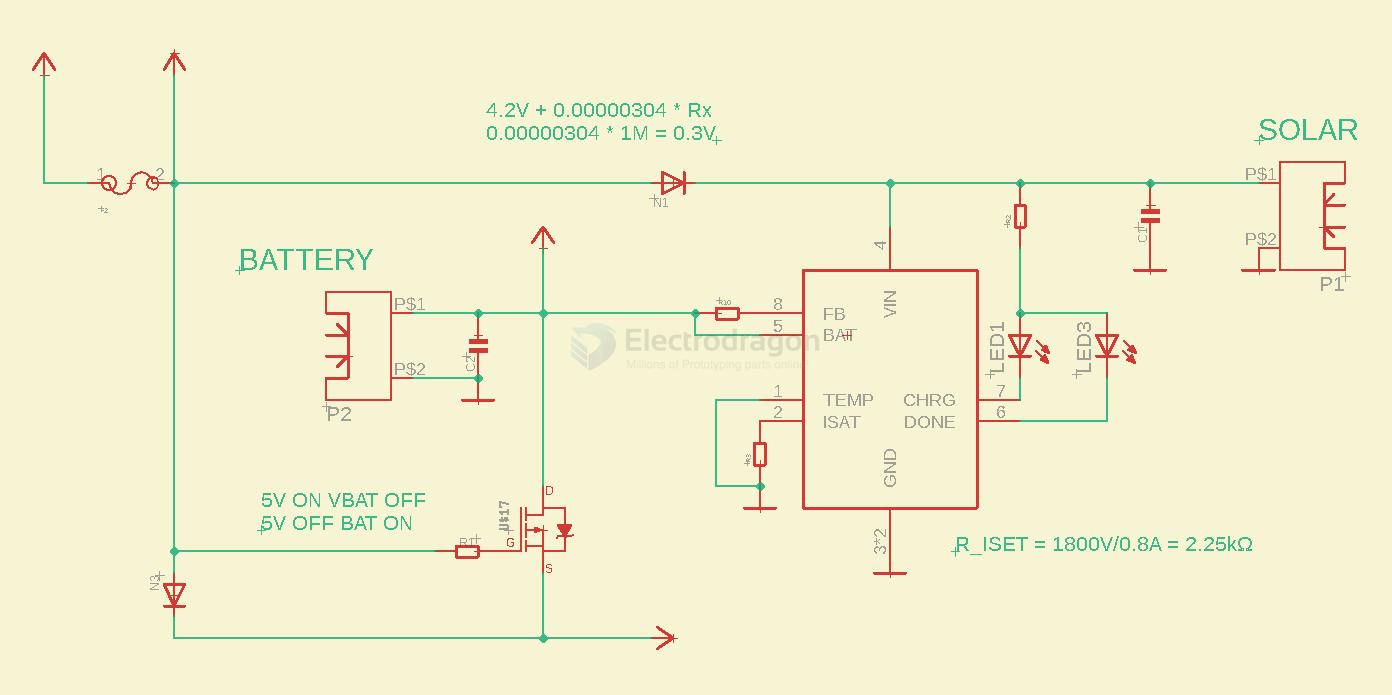 4.2V + 0.00000304 * Rx
0.00000304 * 1M = 0.3V
SOLAR
1
2
P$1
N1
R2
C1
4
P$2
BATTERY
P1
P$1
R10
8
FB
VIN
5
BAT
Electrodragon
Millions of Prototyping parts online
LED1
LED3
C2
P$2
P2
1
TEMP
CHRG
7
2
ISAT
DONE
6
R3
GND
5V ON VBAT OFF
5V OFF BAT ON
D
G
S
R1
N3
3*2
R_ISET = 1800V/0.8A = 2.25kΩ